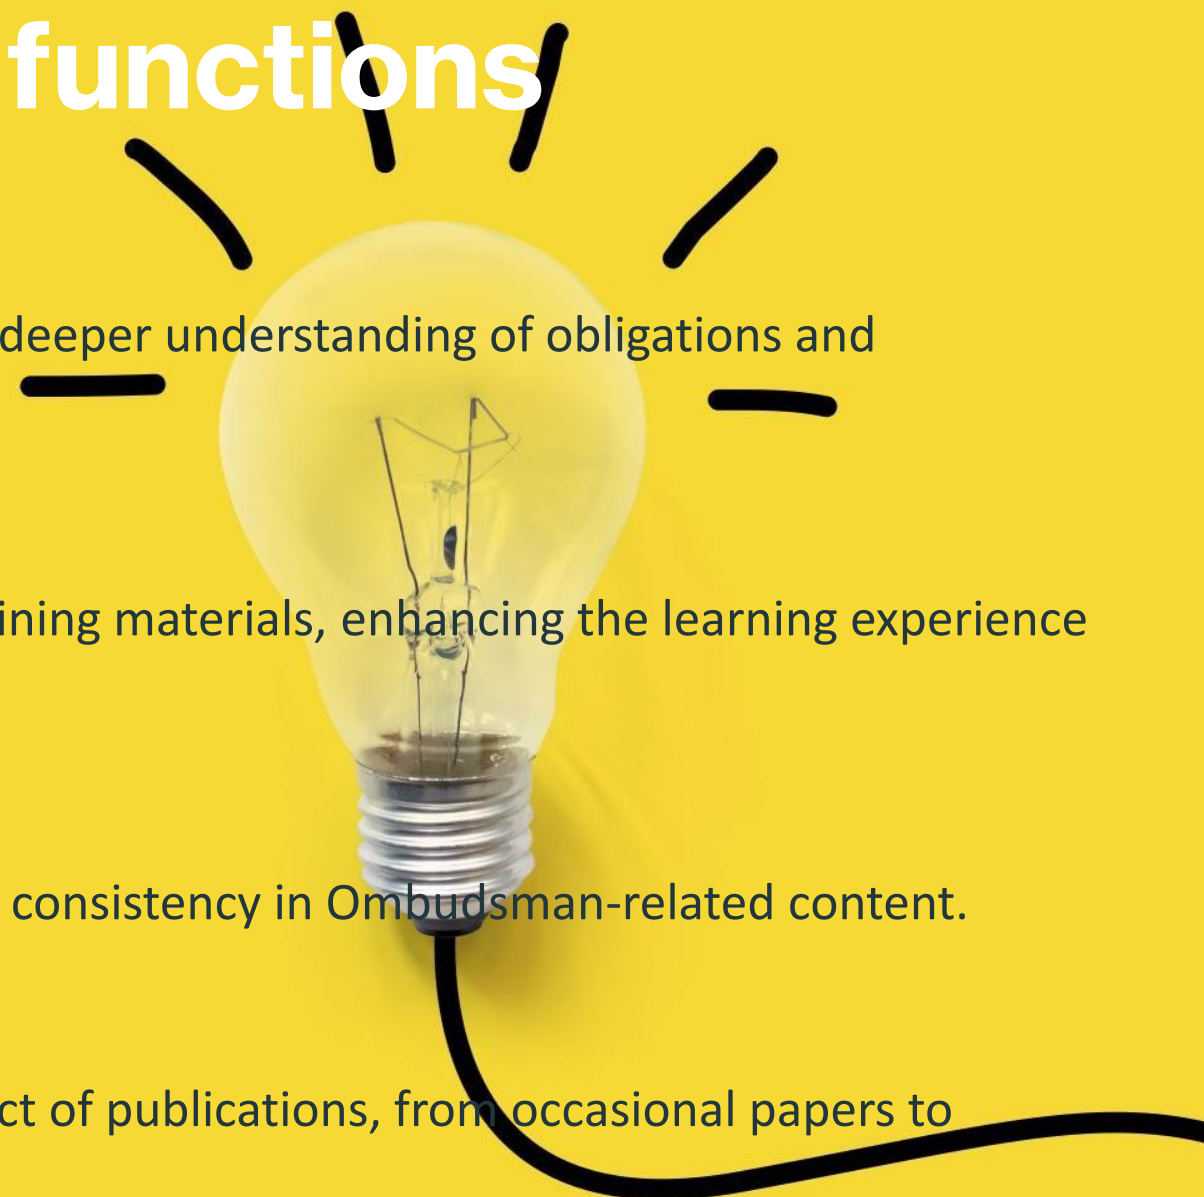 functions
deeper understanding of obligations and
ining materials, enhancing the learning experience
consistency in Ombudsman-related content.
ct of publications, from occasional papers to